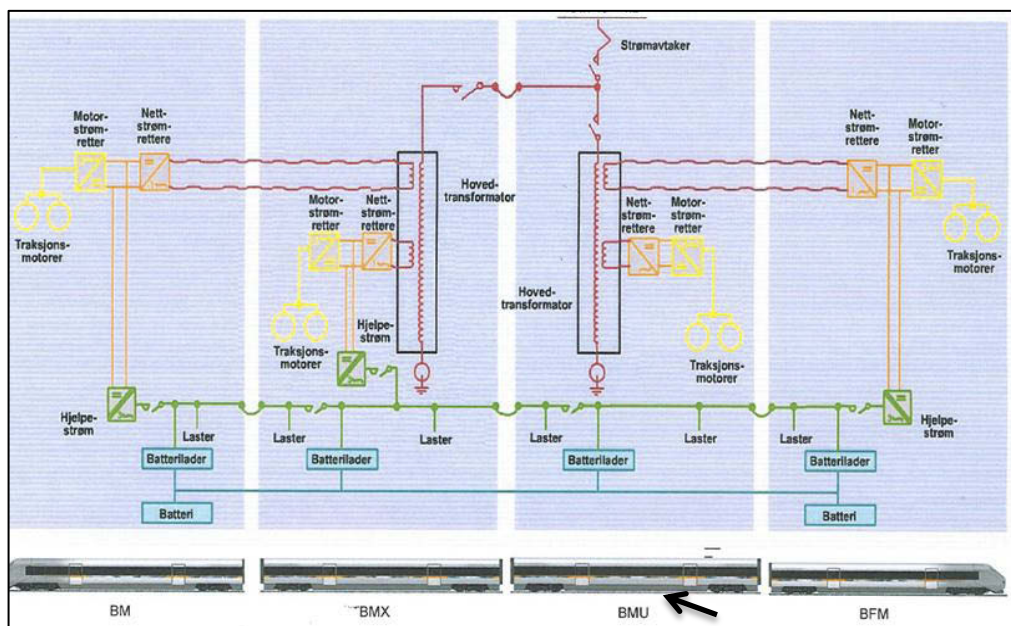 Strømavtaker
Motor-
strøm-
retter
Nett-
strøm-
rettere
Traksjons-
motorer
Motor-
strøm-
retter
Nett-
strøm-
rettere
Traksjons-
motorer
Hoved-
transformator
Hjelpe-
strøm
Hjelpe-
strøm
Laster
Laster
Laster
Batterilader
Batterilader
Batteri
Nett-
strøm-
rettere
Motor-
strøm-
retter
Hoved-
transformator
Traksjons-
motorer
Nett-
strøm-
rettere
Motor-
strøm-
retter
Traksjons-
motorer
Hjelpe-
strøm
Laster
Laster
Laster
Batterilader
Batterilader
Batteri
BM
BMX
BMU
BFM